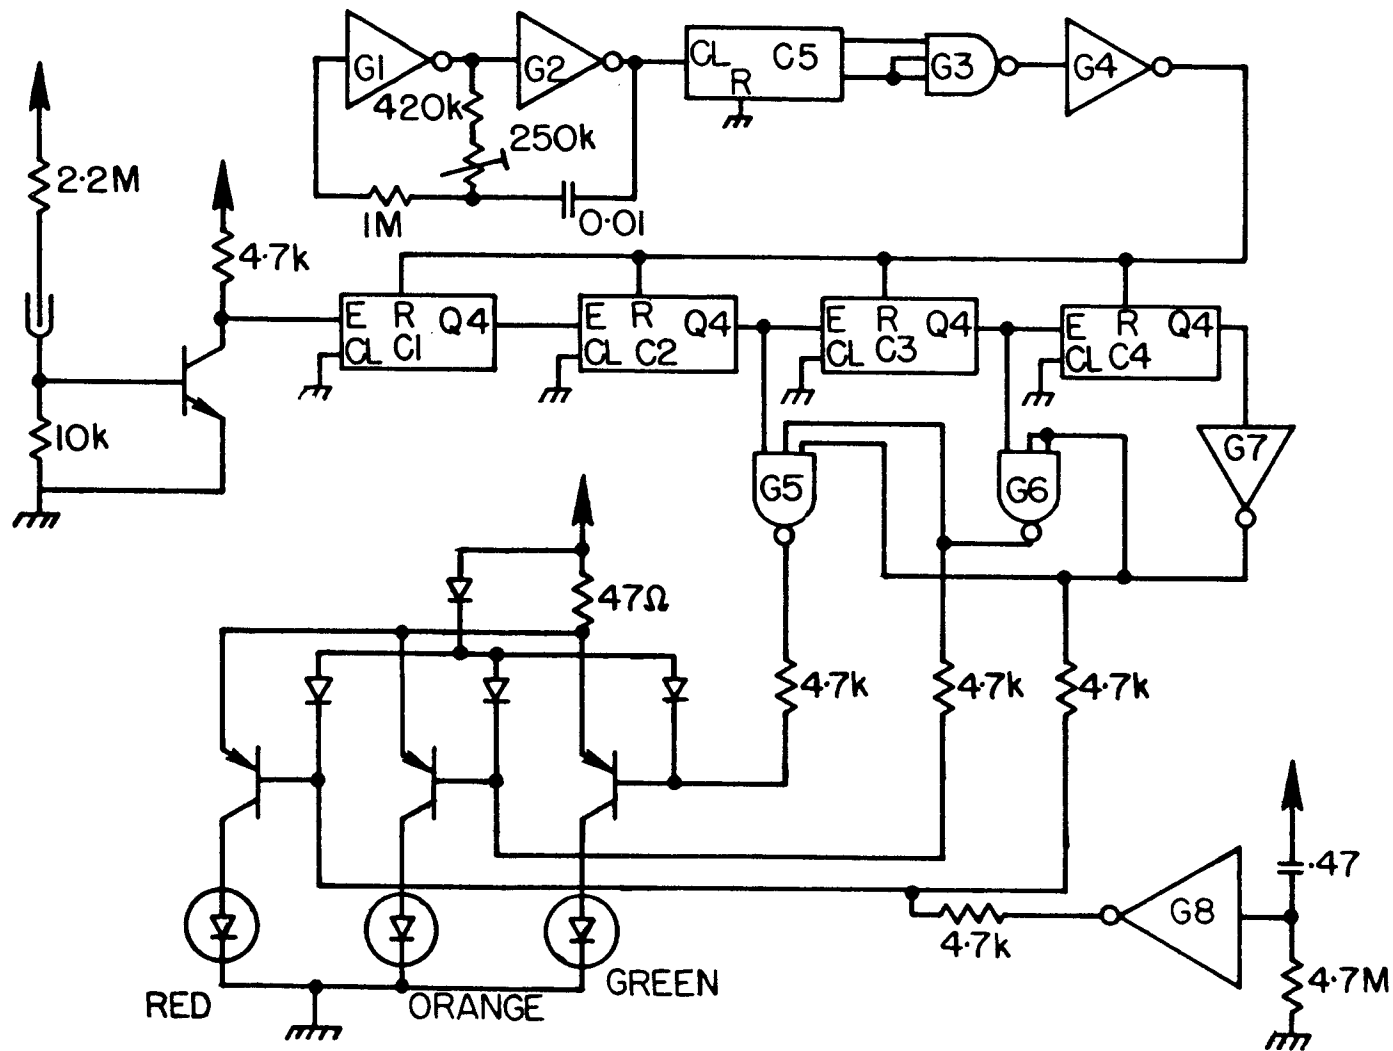 G1
G2
CL C5
R
G3
G4
420k
250k
2·2M
1M
0·01
4·7k
E R Q4
CL C1
E R Q4
CL C2
E R Q4
CL C3
E R Q4
CL C4
10k
G5
G6
G7
47Ω
4·7k
4·7k
4·7k
·47
G8
4·7k
4·7M
RED
ORANGE
GREEN